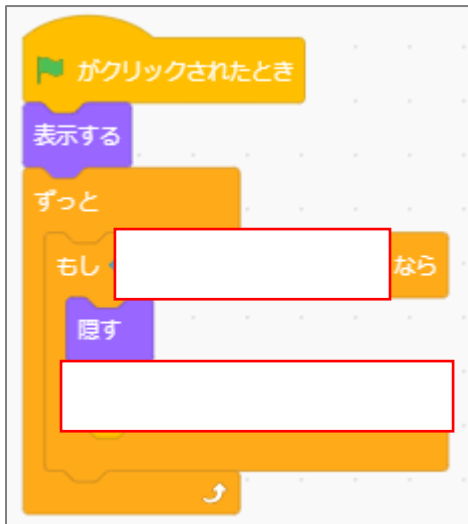 がクリックされたとき
表示する
ずっと
もし なら
隠す